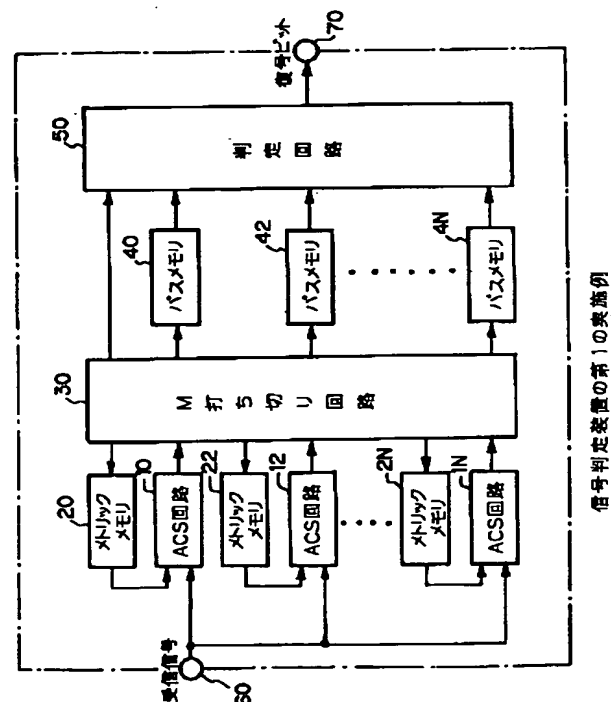 受信信号
60
20
メトリック
メモリ
10
ACS回路
22
メトリック
メモリ
12
ACS回路
2N
メトリック
メモリ
1N
ACS回路
30
M打ち切り回路
40
パスメモリ
42
パスメモリ
4N
パスメモリ
50
判定回路
復号ビット
70
信号判定装置の第1の実施例